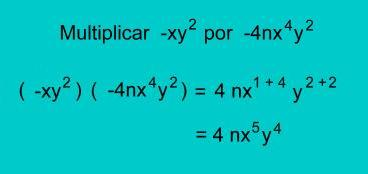 Multiplicar -xy² por -4nx⁴y²
( -xy² ) ( -4nx⁴y² ) = 4 nx¹⁺⁴ y²⁺²
= 4 nx⁵y⁴